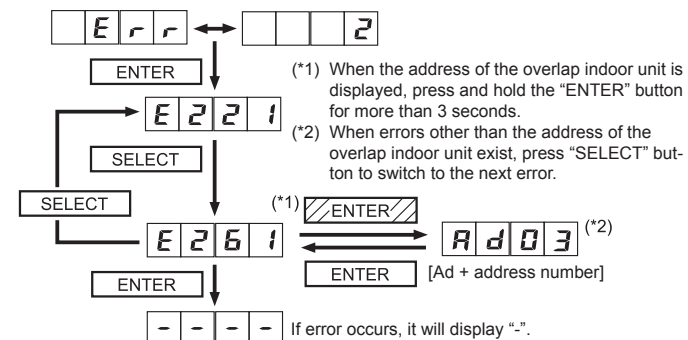 Err 2
ENTER
(*1) When the address of the overlap indoor unit is
displayed, press and hold the “ENTER” button
for more than 3 seconds.
E221
(*2) When errors other than the address of the
overlap indoor unit exist, press “SELECT” but-
ton to switch to the next error.
SELECT
SELECT
(*1) ENTER
E261
Ad03 (*2)
ENTER
[Ad + address number]
ENTER
- - - -
If error occurs, it will display “-”.